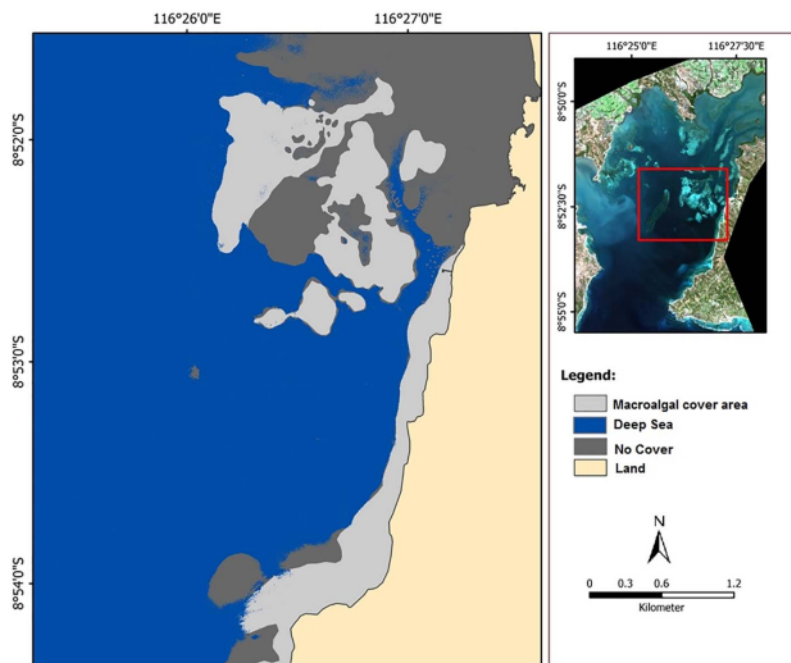 116°26'0"E 116°27'0"E
8°52'0"S
8°53'0"S
8°54'0"S
116°25'0"E 116°27'30"E
8°50'0"S
8°52'30"S
8°55'0"S
Legend:
Macroalgal cover area
Deep Sea
No Cover
Land
N
0 0.3 0.6 1.2
Kilometer